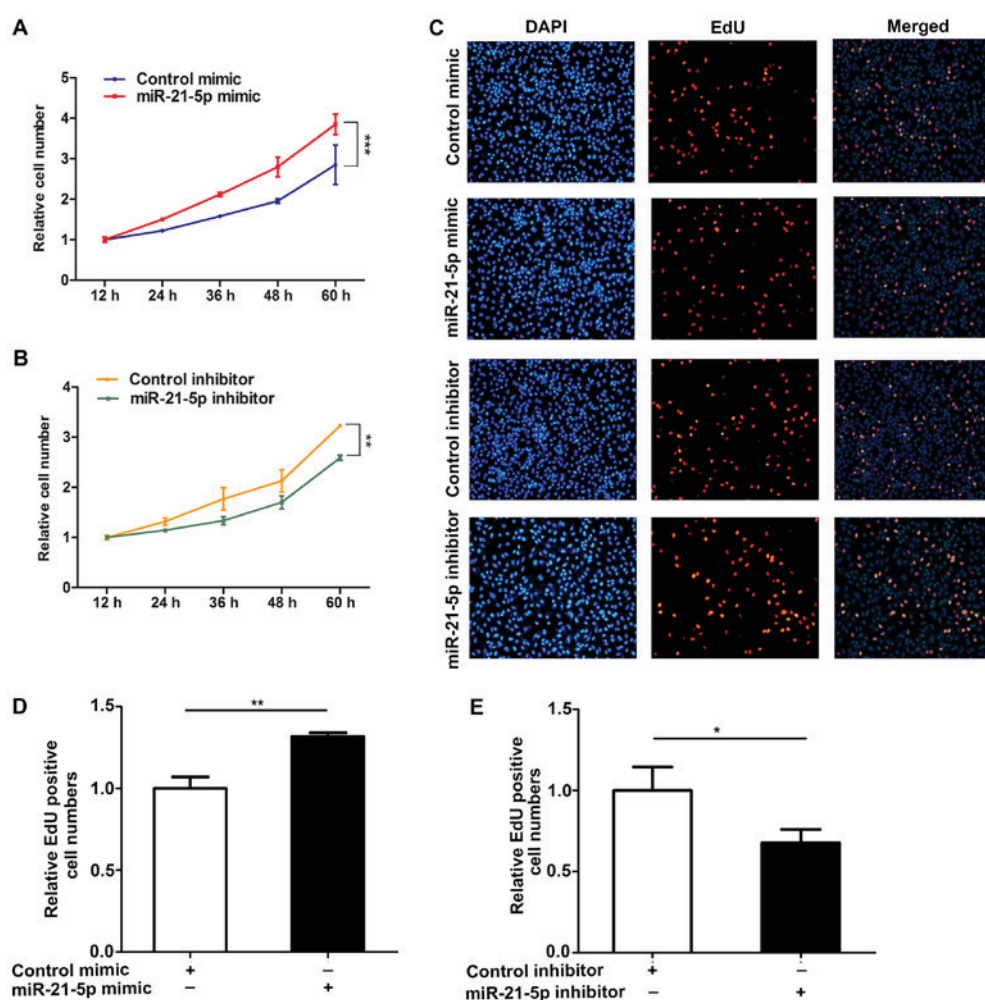 A
Control mimic
miR-21-5p mimic
Relative cell number
5
4
3
2
1
0
12 h 24 h 36 h 48 h 60 h
***
B
Control inhibitor
miR-21-5p inhibitor
Relative cell number
4
3
2
1
0
12 h 24 h 36 h 48 h 60 h
**
C
DAPI EdU Merged
Control mimic
miR-21-5p mimic
Control inhibitor
miR-21-5p inhibitor
D
Relative EdU positive
cell numbers
1.5
1.0
0.5
0.0
**
Control mimic + –
miR-21-5p mimic – +
E
Relative EdU positive
cell numbers
1.5
1.0
0.5
0.0
*
Control inhibitor + –
miR-21-5p inhibitor – +